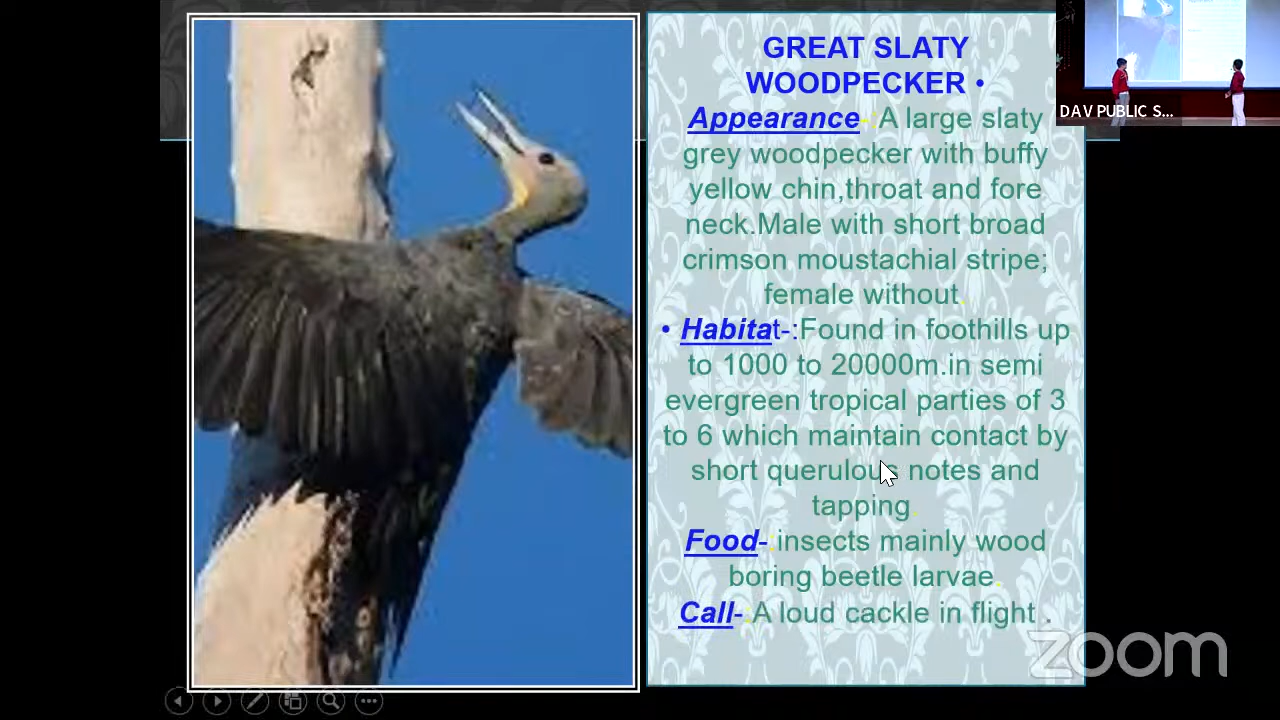 GREAT SLATY
WOODPECKER •
Appearance-:A large slaty
grey woodpecker with buffy
yellow chin,throat and fore
neck.Male with short broad
crimson moustachial stripe;
female without.
• Habitat-:Found in foothills up
to 1000 to 20000m.in semi
evergreen tropical parties of 3
to 6 which maintain contact by
short querulous notes and
tapping.
Food-:insects mainly wood
boring beetle larvae.
Call-:A loud cackle in flight .
DAV PUBLIC S...
zoom